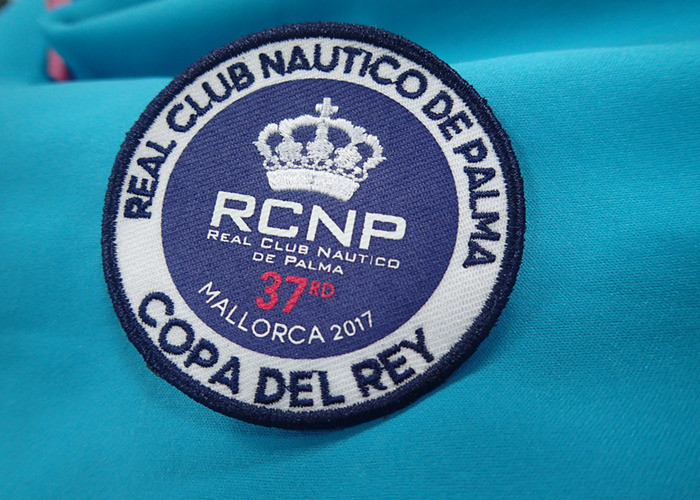 REAL CLUB NAUTICO DE PALMA
RCNP
REAL CLUB NAUTICO
DE PALMA
37RD
MALLORCA 2017
COPA DEL REY